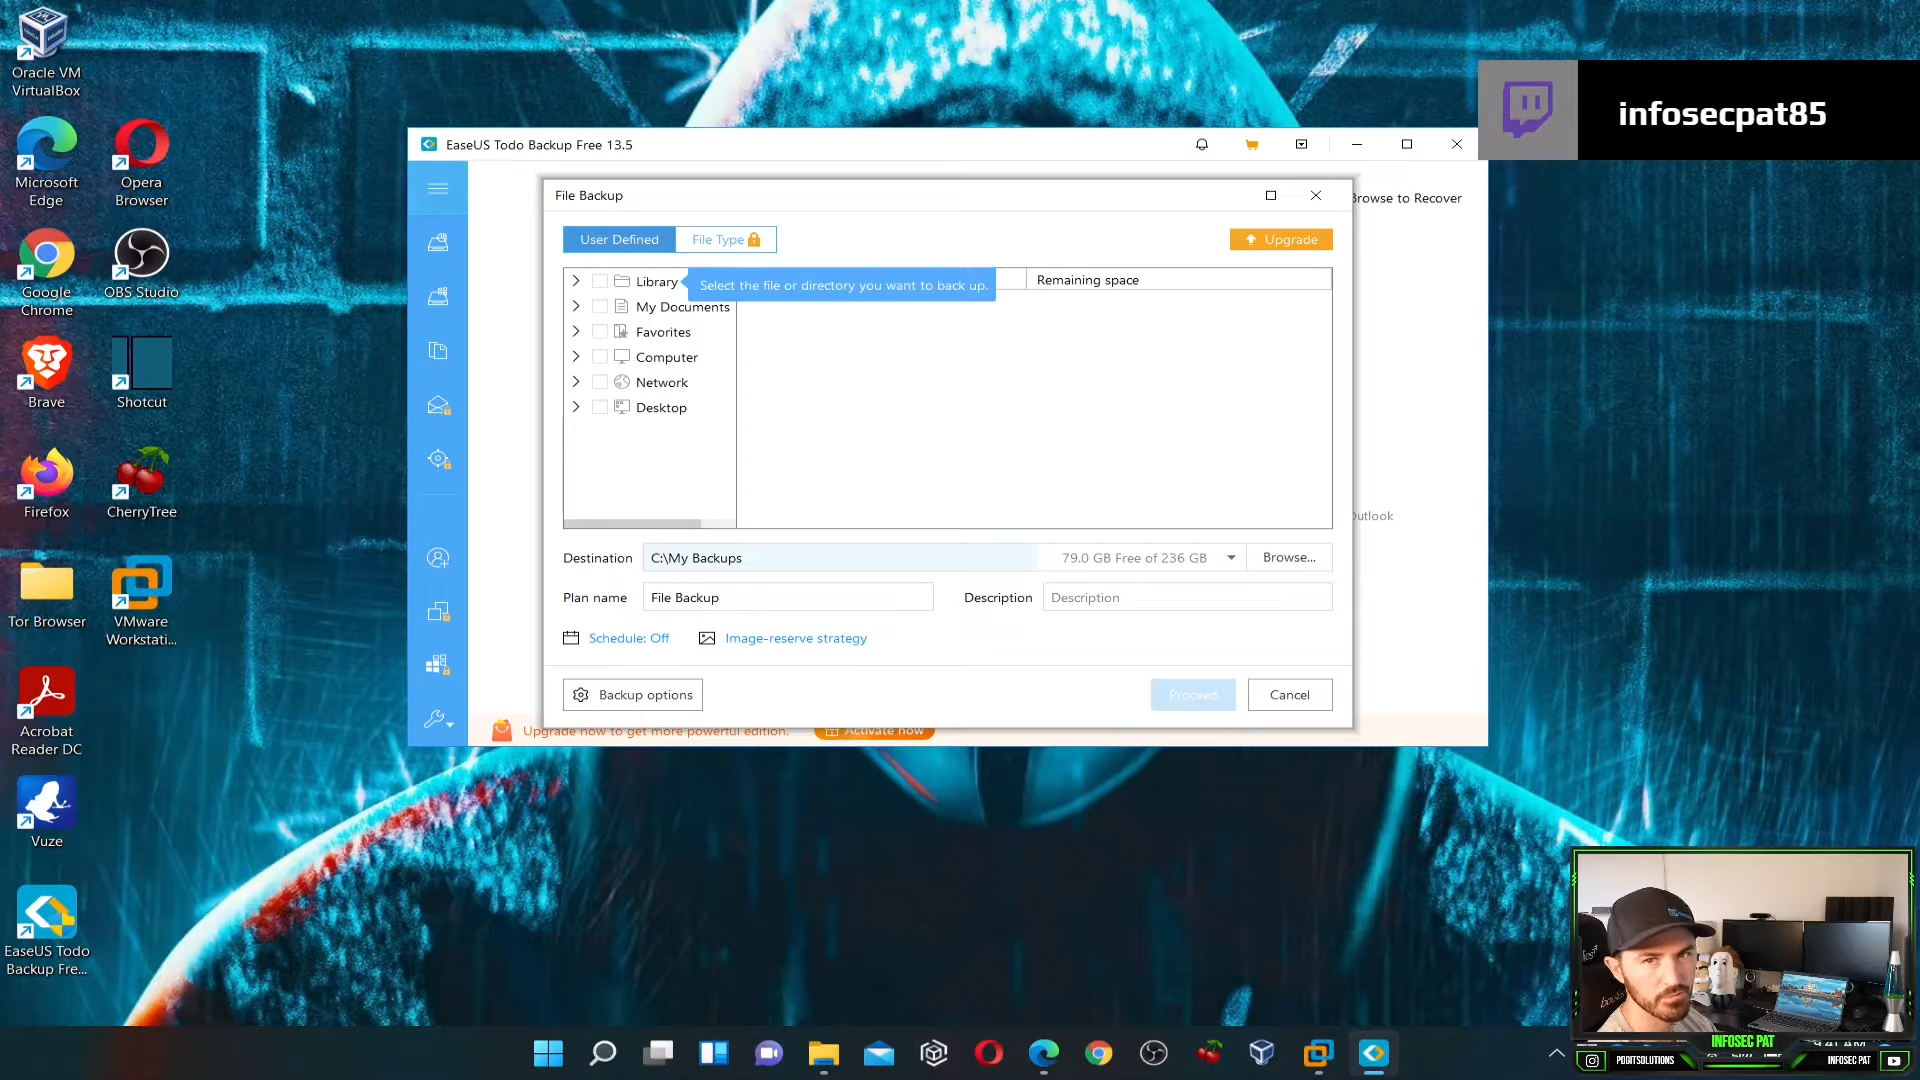 Oracle VM
VirtualBox
Microsoft
Edge
Opera
Browser
Google
Chrome
OBS Studio
Brave
Shotcut
Firefox
CherryTree
Tor Browser
VMware
Workstati...
Acrobat
Reader DC
Vuze
EaseUS Todo
Backup Fre...
infosecpat85
EaseUS Todo Backup Free 13.5
Browse to Recover
File Backup
User Defined
File Type
Upgrade
Library
Select the file or directory you want to back up.
Remaining space
My Documents
Favorites
Computer
Network
Desktop
Outlook
Destination
C:\My Backups
79.0 GB Free of 236 GB
Browse...
Plan name
File Backup
Description
Description
Schedule: Off
Image-reserve strategy
Backup options
Proceed
Cancel
Upgrade now to get more powerful edition.
Activate now
INFOSEC PAT
PODITSOLUTIONS
INFOSEC PAT